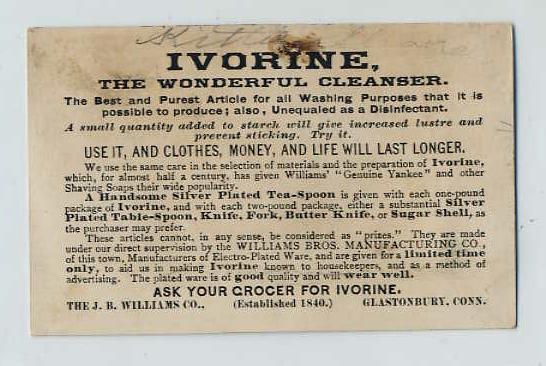 IVORINE,
THE WONDERFUL CLEANSER.
The Best and Purest Article for all Washing Purposes that it is
possible to produce; also, Unequaled as a Disinfectant.
A small quantity added to starch will give increased lustre and
prevent sticking. Try it.
USE IT, AND CLOTHES, MONEY, AND LIFE WILL LAST LONGER.
We use the same care in the selection of materials and the preparation of Ivorine,
which, for almost half a century, has given Williams' "Genuine Yankee" and other
Shaving Soaps their wide popularity.
A Handsome Silver Plated Tea-Spoon is given with each one-pound
package of Ivorine, and with each two-pound package, either a substantial Silver
Plated Table-Spoon, Knife, Fork, Butter Knife, or Sugar Shell, as
the purchaser may prefer.
These articles cannot, in any sense, be considered as "prizes." They are made
under our direct supervision by the WILLIAMS BROS. MANUFACTURING CO.,
of this town, Manufacturers of Electro-Plated Ware, and are given for a limited time
only, to aid us in making Ivorine known to housekeepers, and as a method of
advertising. The plated ware is of good quality and will wear well.
ASK YOUR GROCER FOR IVORINE.
THE J. B. WILLIAMS CO., (Established 1840.) GLASTONBURY, CONN.